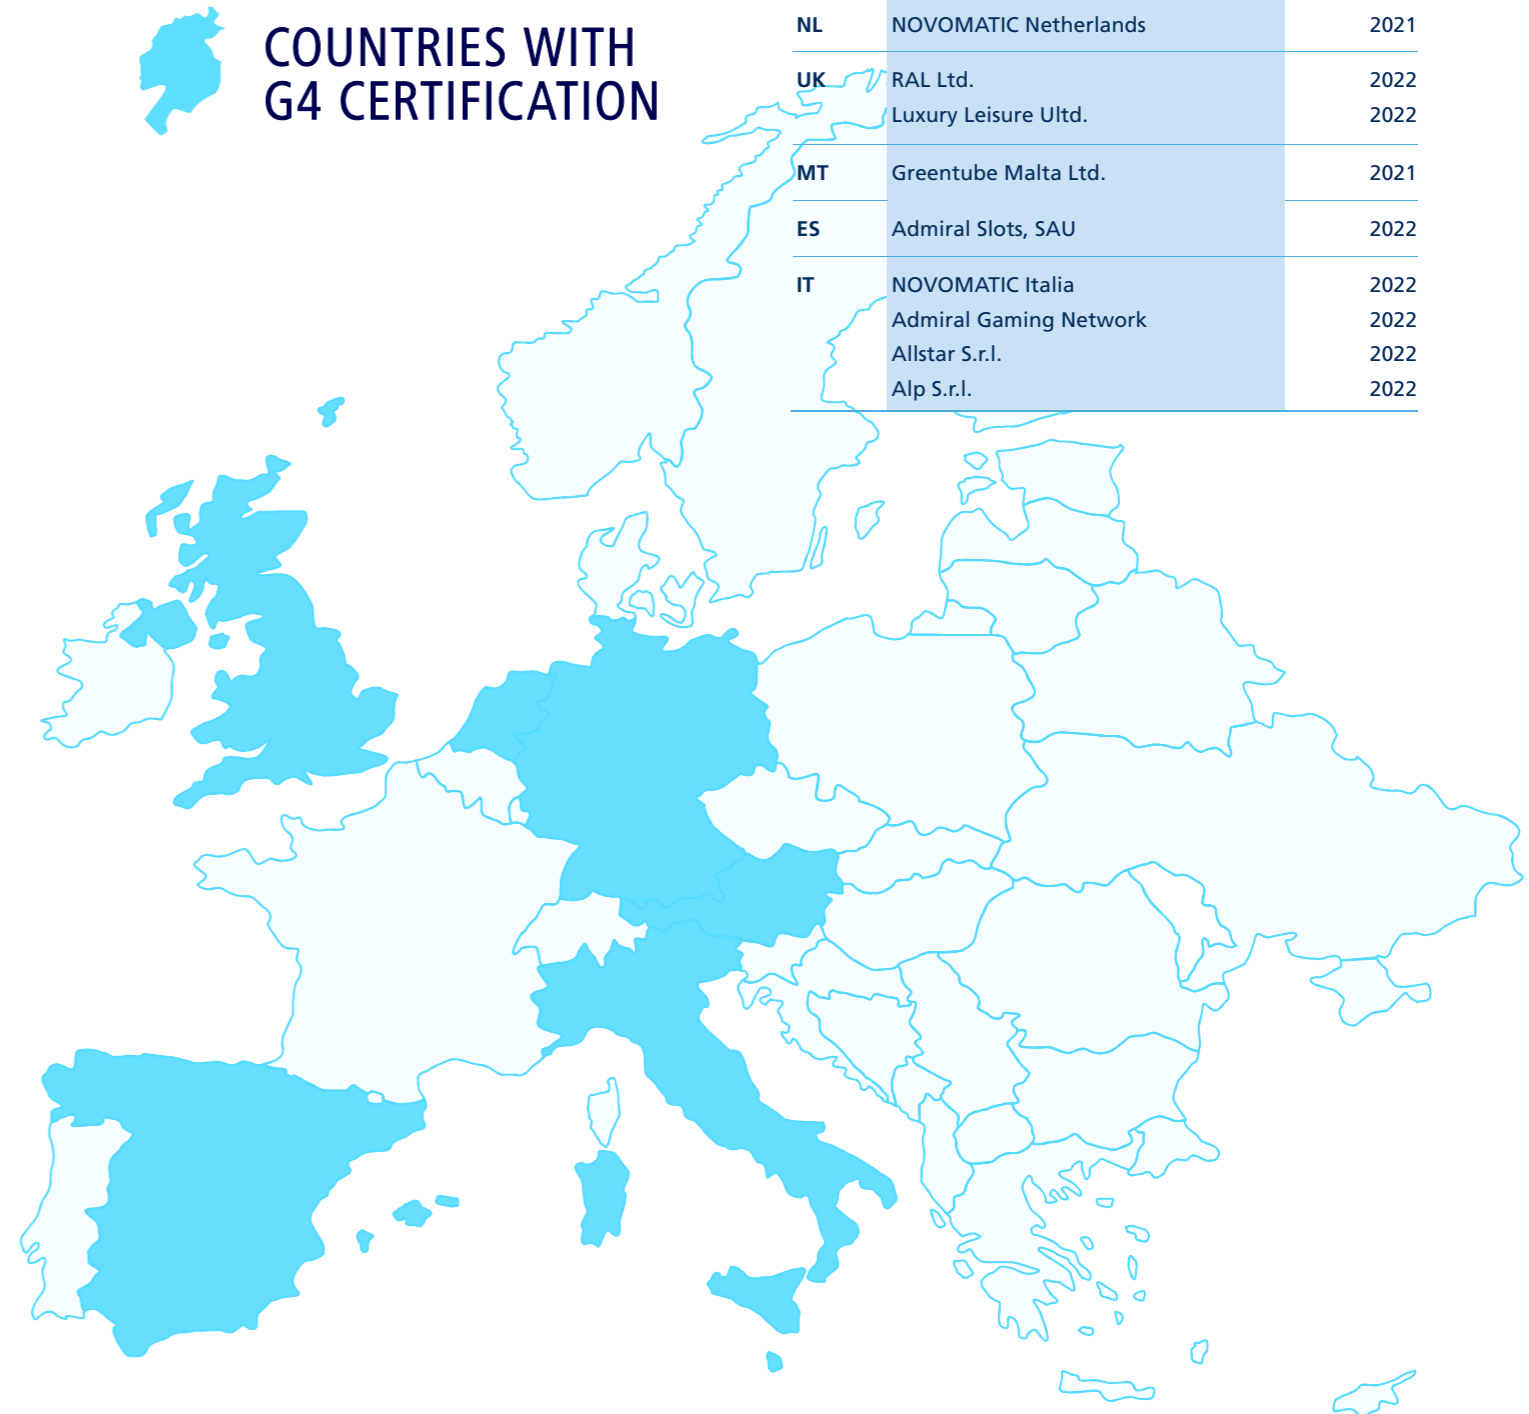 COUNTRIES WITH
G4 CERTIFICATION
NL NOVOMATIC Netherlands 2021
UK RAL Ltd. 2022
Luxury Leisure Ultd. 2022
MT Greentube Malta Ltd. 2021
ES Admiral Slots, SAU 2022
IT NOVOMATIC Italia 2022
Admiral Gaming Network 2022
Allstar S.r.l. 2022
Alp S.r.l. 2022